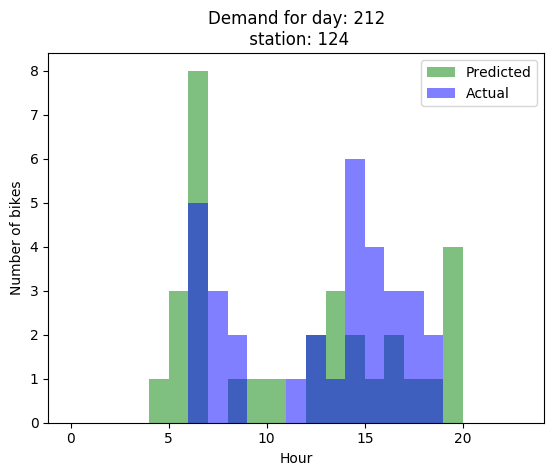 Demand for day: 212
station: 124
Predicted
Actual
Number of bikes
8
7
6
5
4
3
2
1
0
0 5 10 15 20
Hour